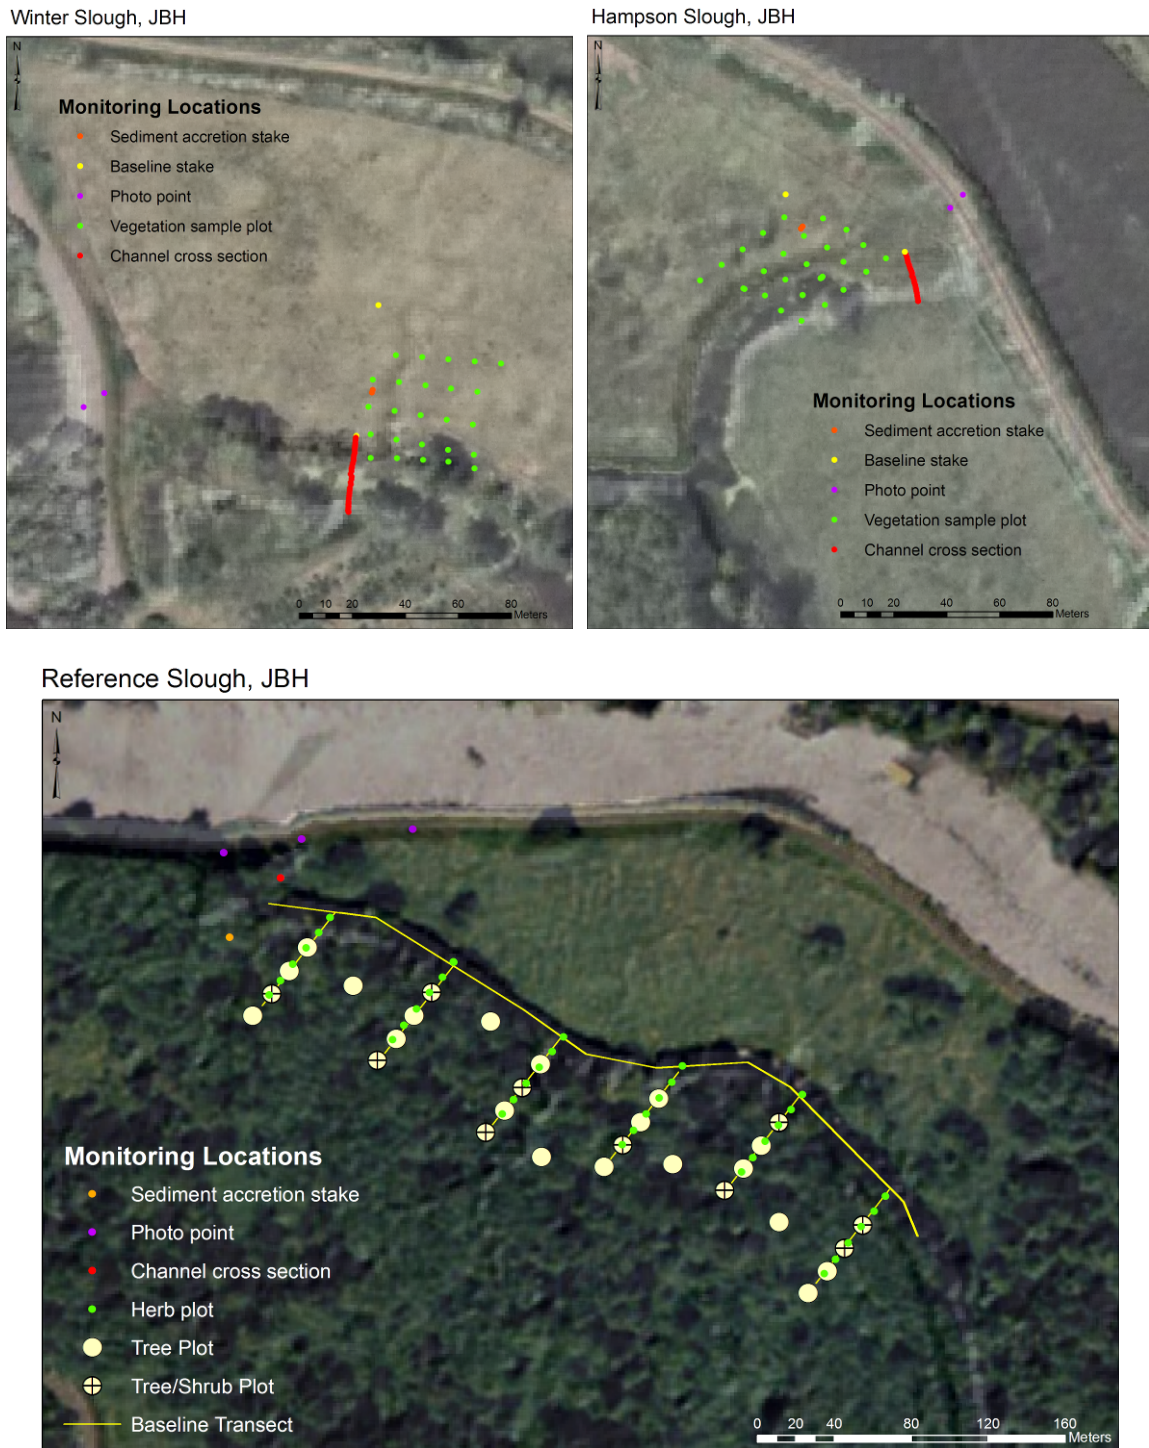 Winter Slough, JBH
N
Monitoring Locations
Sediment accretion stake
Baseline stake
Photo point
Vegetation sample plot
Channel cross section
0 10 20 40 60 80
Meters
Hampson Slough, JBH
N
Monitoring Locations
Sediment accretion stake
Baseline stake
Photo point
Vegetation sample plot
Channel cross section
0 10 20 40 60 80
Meters
Reference Slough, JBH
N
Monitoring Locations
Sediment accretion stake
Photo point
Channel cross section
Herb plot
Tree Plot
Tree/Shrub Plot
Baseline Transect
0 20 40 80 120 160
Meters